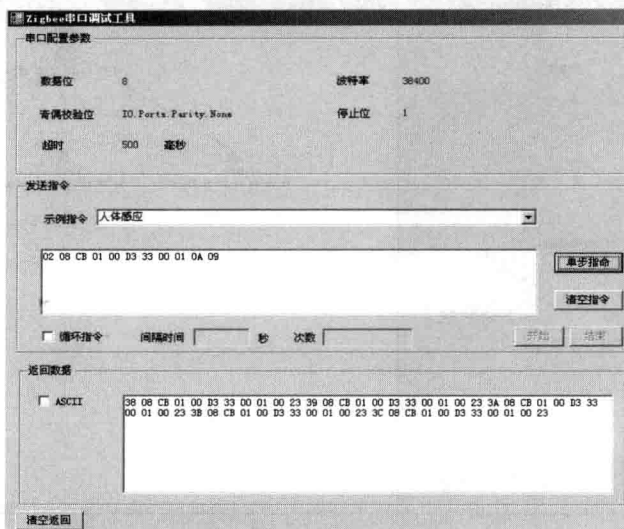 Zigbee串口调试工具
串口配置参数
数据位 8 波特率 38400
奇偶校验位 IO.Ports.Parity.None 停止位 1
超时 500 毫秒
发送指令
示例指令 人体感应
02 08 CB 01 00 D3 33 00 01 0A 09
单步指命
清空指令
循环指令 间隔时间 秒 次数 开始 结束
返回数据
ASCII
38 08 CB 01 00 D3 33 00 01 00 23 39 08 CB 01 00 D3 33 00 01 00 23 3A 08 CB 01 00 D3 33
00 01 00 23 3B 08 CB 01 00 D3 33 00 01 00 23 3C 08 CB 01 00 D3 33 00 01 00 23
清空返回